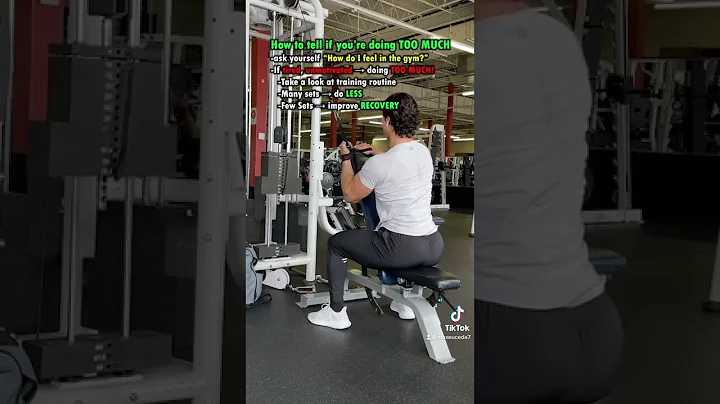 How to tell if you're doing TOO MUCH
-ask yourself "How do I feel in the gym?"
-If tired, unmotivated → doing TOO MUCH!
-Take a look at training routine
-Many sets → do LESS
-Few Sets → improve RECOVERY
TikTok